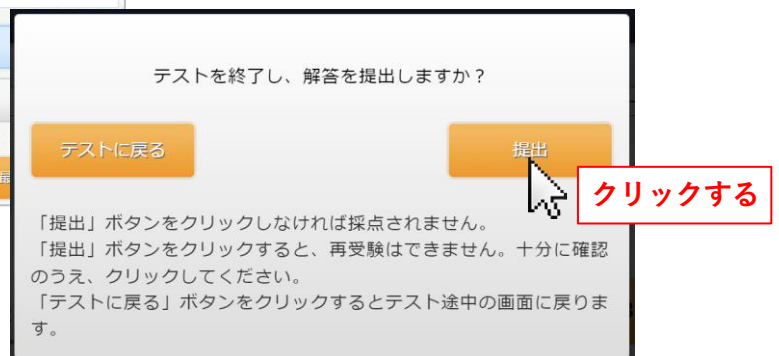 テストを終了し、解答を提出しますか？
テストに戻る
提出
クリックする
「提出」ボタンをクリックしなければ採点されません。
「提出」ボタンをクリックすると、再受験はできません。十分に確認
のうえ、クリックしてください。
「テストに戻る」ボタンをクリックするとテスト途中の画面に戻りま
す。